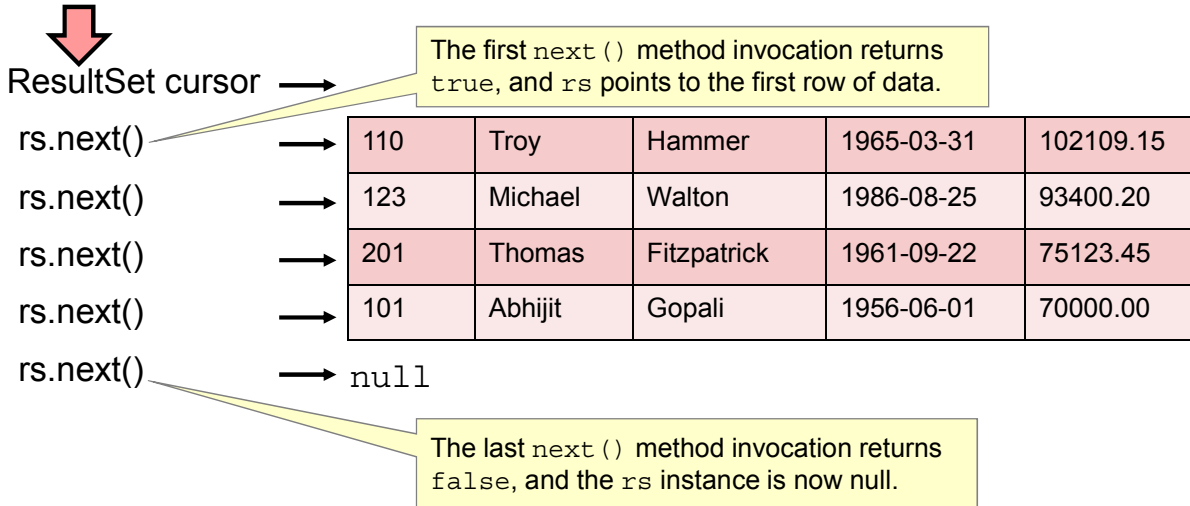 The first next() method invocation returns
true, and rs points to the first row of data.
ResultSet cursor
rs.next() 110 Troy Hammer 1965-03-31 102109.15
rs.next() 123 Michael Walton 1986-08-25 93400.20
rs.next() 201 Thomas Fitzpatrick 1961-09-22 75123.45
rs.next() 101 Abhijit Gopali 1956-06-01 70000.00
rs.next() null
The last next() method invocation returns
false, and the rs instance is now null.